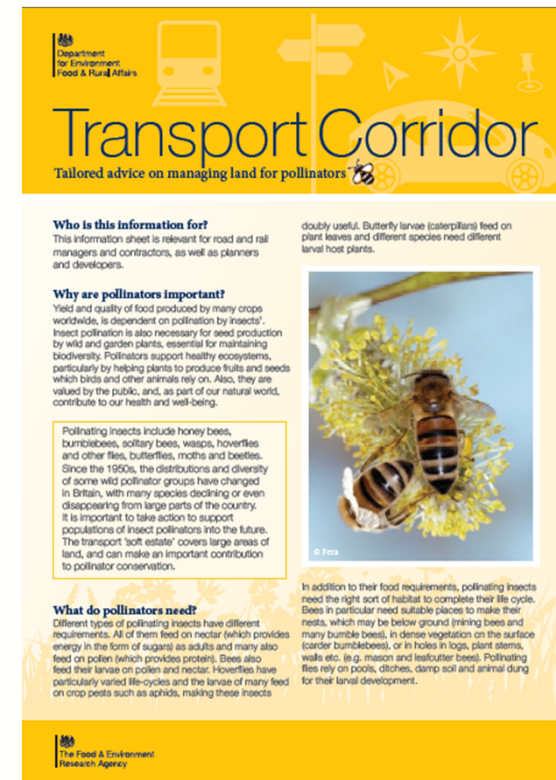 Department
for Environment
Food & Rural Affairs
Transport Corridor
Tailored advice on managing land for pollinators
Who is this information for?
This information sheet is relevant for road and rail
managers and contractors, as well as planners
and developers.
Why are pollinators important?
Yield and quality of food produced by many crops
worldwide, is dependent on pollination by insects¹.
Insect pollination is also necessary for seed production
by wild and garden plants, essential for maintaining
biodiversity. Pollinators support healthy ecosystems,
particularly by helping plants to produce fruits and seeds
which birds and other animals rely on. Also, they are
valued by the public, and, as part of our natural world,
contribute to our health and well-being.
Pollinating insects include honey bees,
bumblebees, solitary bees, wasps, hoverflies
and other flies, butterflies, moths and beetles.
Since the 1950s, the distributions and diversity
of some wild pollinator groups have changed
in Britain, with many species declining or even
disappearing from large parts of the country.
It is important to take action to support
populations of insect pollinators into the future.
The transport 'soft estate' covers large areas of
land, and can make an important contribution
to pollinator conservation.
What do pollinators need?
Different types of pollinating insects have different
requirements. All of them feed on nectar (which provides
energy in the form of sugars) as adults and many also
feed on pollen (which provides protein). Bees also
feed their larvae on pollen and nectar. Hoverflies have
particularly varied life-cycles and the larvae of many feed
on crop pests such as aphids, making these insects
doubly useful. Butterfly larvae (caterpillars) feed on
plant leaves and different species need different
larval host plants.
© Fera
In addition to their food requirements, pollinating insects
need the right sort of habitat to complete their life cycle.
Bees in particular need suitable places to make their
nests, which may be below ground (mining bees and
many bumble bees), in dense vegetation on the surface
(carder bumblebees), or in holes in logs, plant stems,
walls etc. (e.g. mason and leafcutter bees). Pollinating
flies rely on pools, ditches, damp soil and animal dung
for their larval development.
The Food & Environment
Research Agency